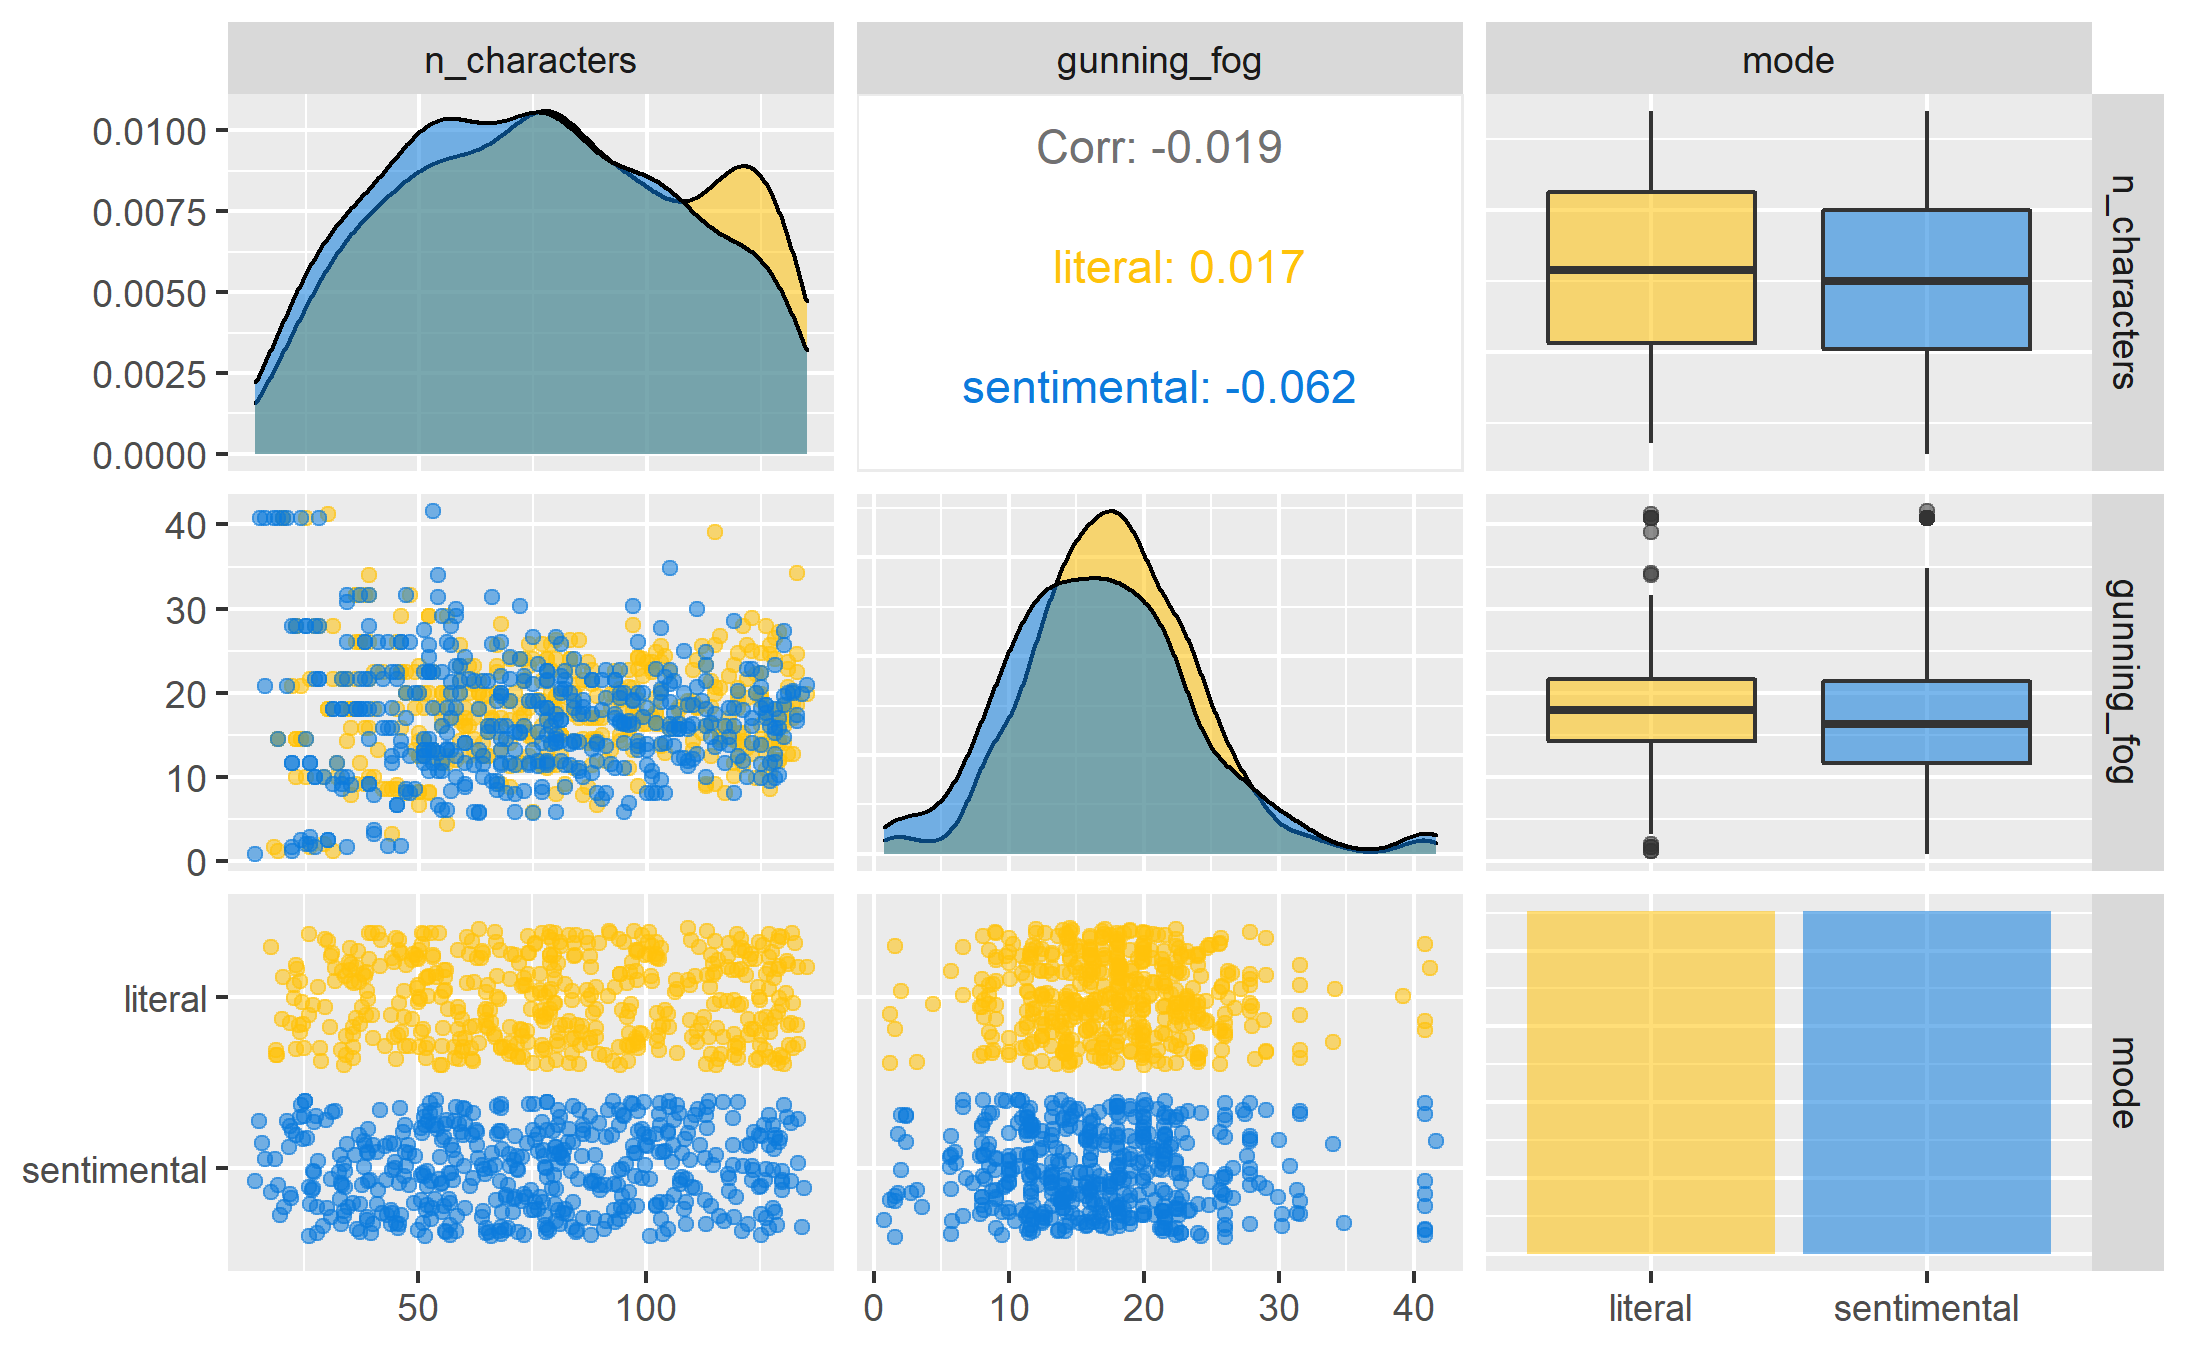 n_characters
gunning_fog
mode
0.0100
0.0075
0.0050
0.0025
0.0000
Corr: -0.019
literal: 0.017
sentimental: -0.062
n_characters
40
30
20
10
0
gunning_fog
literal
sentimental
mode
50
100
0
10
20
30
40
literal
sentimental